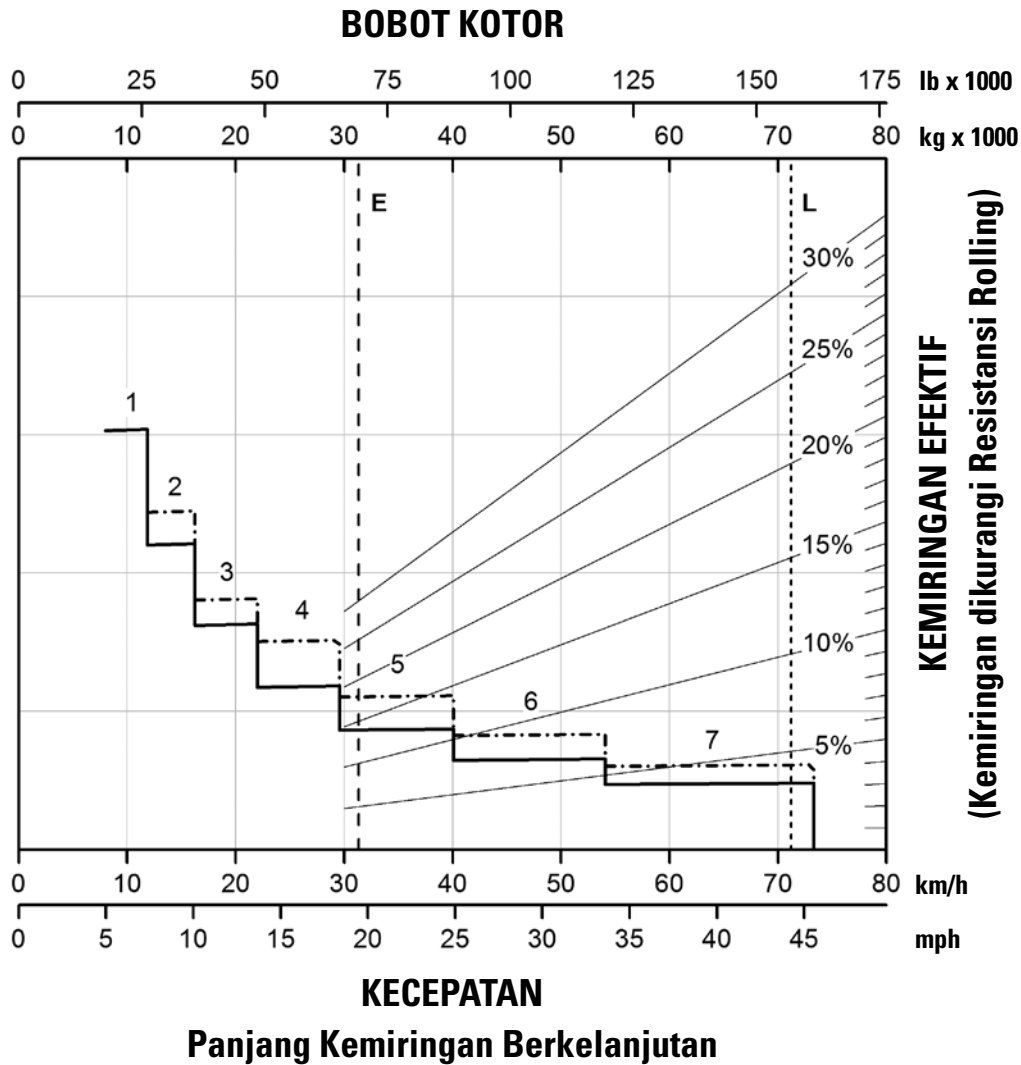 BOBOT KOTOR
0 25 50 75 100 125 150 175 lb x 1000
0 10 20 30 40 50 60 70 80 kg x 1000
E L
30%
25%
20%
15%
10%
5%
1
2
3
4
5
6
7
KEMIRINGAN EFEKTIF
(Kemiringan dikurangi Resistansi Rolling)
0 10 20 30 40 50 60 70 80 km/h
0 5 10 15 20 25 30 35 40 45 mph
KECEPATAN
Panjang Kemiringan Berkelanjutan